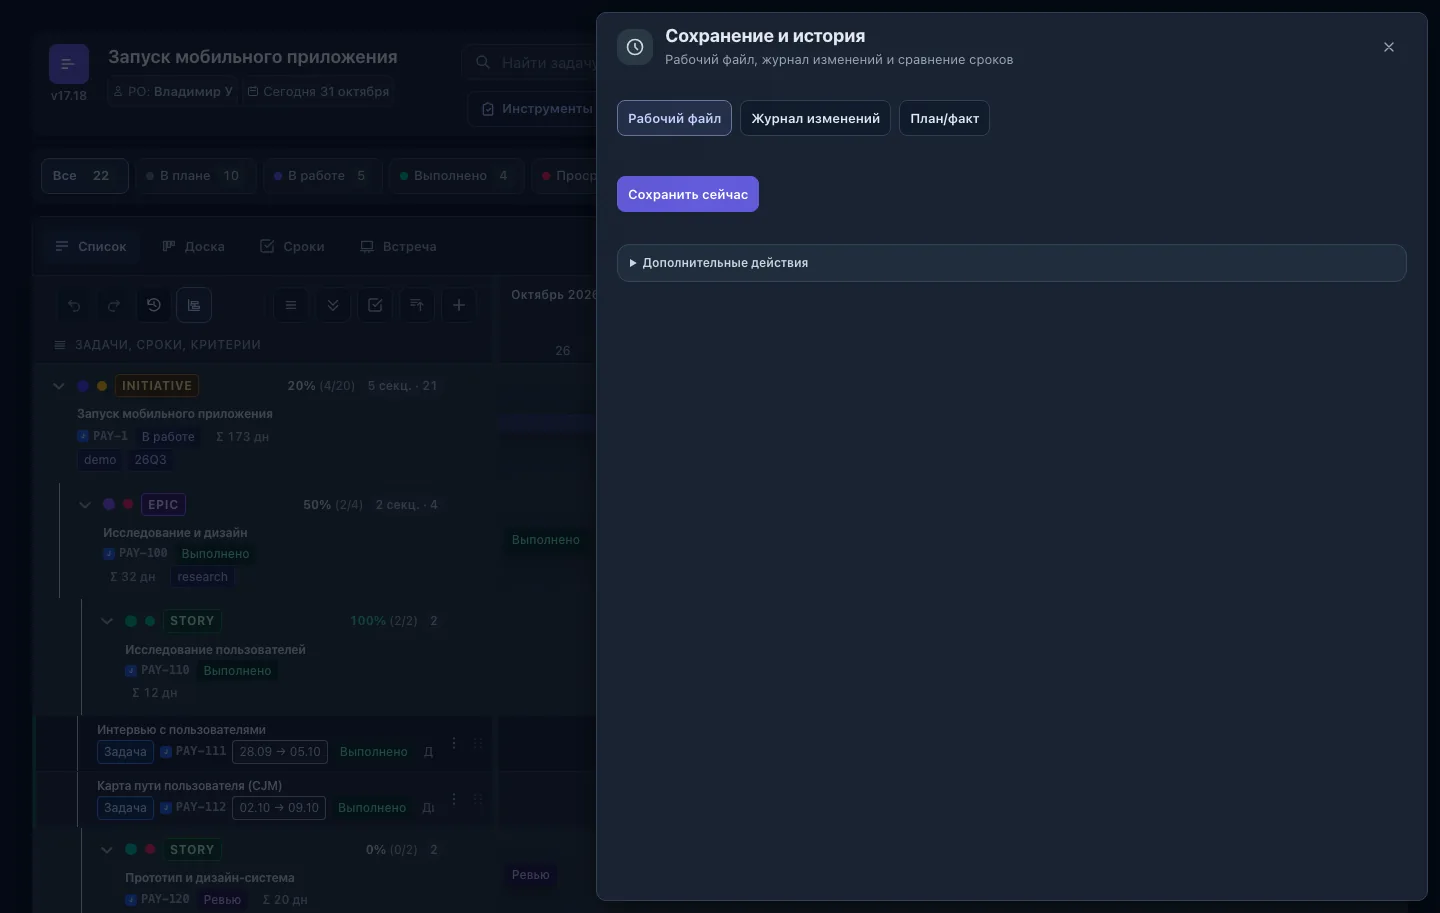 Запуск мобильного приложения
v17.18
PO: Владимир У
Сегодня 31 октября
Найти задачу
Инструменты
Все 22
В плане 10
В работе 5
Выполнено 4
Список
Доска
Сроки
Встреча
Октябрь 2026
ЗАДАЧИ, СРОКИ, КРИТЕРИИ
26
INITIATIVE 20% (4/20) 5 секц. · 21
Запуск мобильного приложения
PAY-1 В работе Σ 173 дн
demo 26Q3
EPIC 50% (2/4) 2 секц. · 4
Исследование и дизайн
PAY-100 Выполнено
Σ 32 дн research
Выполнено
STORY 100% (2/2) 2
Исследование пользователей
PAY-110 Выполнено
Σ 12 дн
Интервью с пользователями
Задача PAY-111 28.09 → 05.10 Выполнено
Карта пути пользователя (CJM)
Задача PAY-112 02.10 → 09.10 Выполнено
STORY 0% (0/2) 2
Прототип и дизайн-система
PAY-120 Ревью Σ 20 дн
Ревью
Сохранение и история
Рабочий файл, журнал изменений и сравнение сроков
Рабочий файл
Журнал изменений
План/факт
Сохранить сейчас
Дополнительные действия